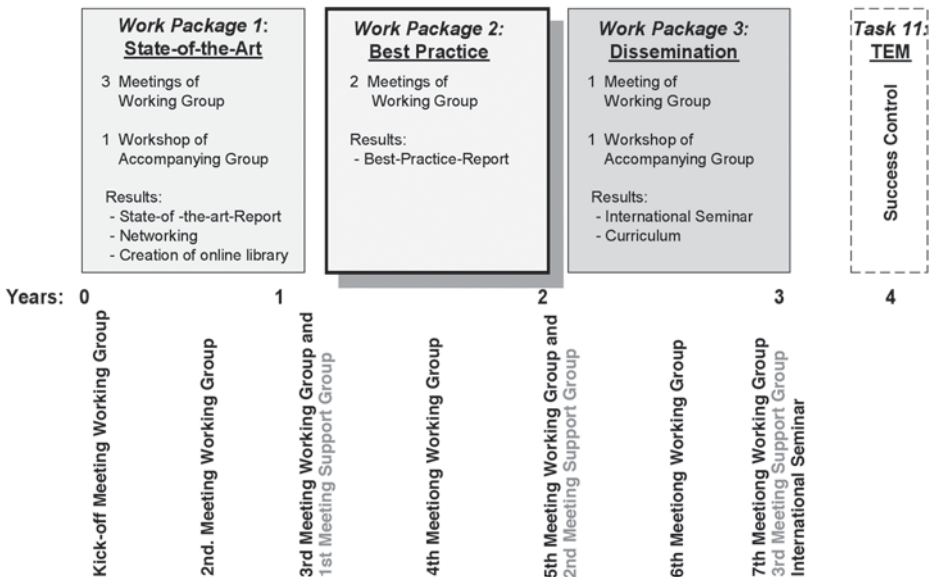 Work Package 1:
State-of-the-Art
3 Meetings of
Working Group
1 Workshop of
Accompanying Group
Results:
- State-of -the-art-Report
- Networking
- Creation of online library
Work Package 2:
Best Practice
2 Meetings of
Working Group
Results:
- Best-Practice-Report
Work Package 3:
Dissemination
1 Meeting of
Working Group
1 Workshop of
Accompanying Group
Results:
- International Seminar
- Curriculum
Task 11:
TEM
Success Control
Years: 0 1 2 3 4
Kick-off Meeting Working Group
2nd. Meeting Working Group
3rd Meeting Working Group and
1st Meeting Support Group
4th Meetiong Working Group
5th Meeting Working Group and
2nd Meeting Support Group
6th Meetiong Working Group
7th Meetiong Working Group
3rd Meeting Support Group
International Seminar